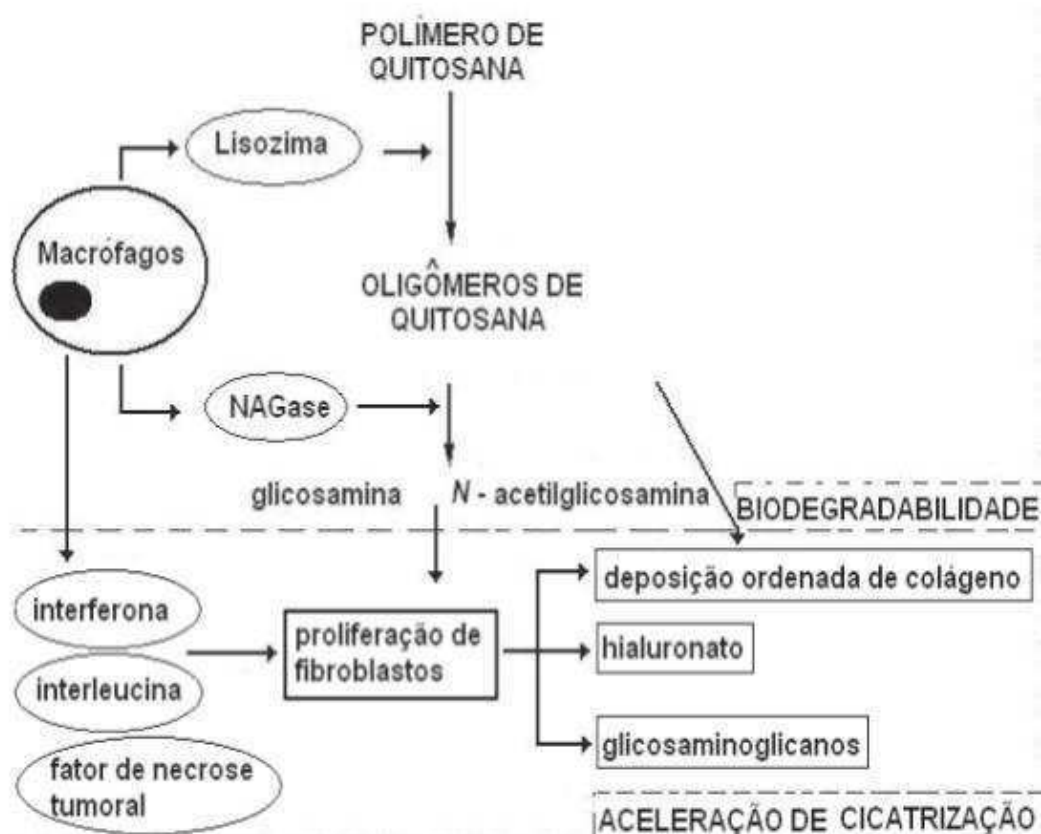 POLÍMERO DE
QUITOSANA
Lisozima
Macrófagos
OLIGÔMEROS DE
QUITOSANA
NAGase
glicosamina
N - acetilglicosamina
BIODEGRADABILIDADE
interferona
interleucina
fator de necrose
tumoral
proliferação de
fibroblastos
deposição ordenada de colágeno
hialuronato
glicosaminoglicanos
ACELERAÇÃO DE CICATRIZAÇÃO